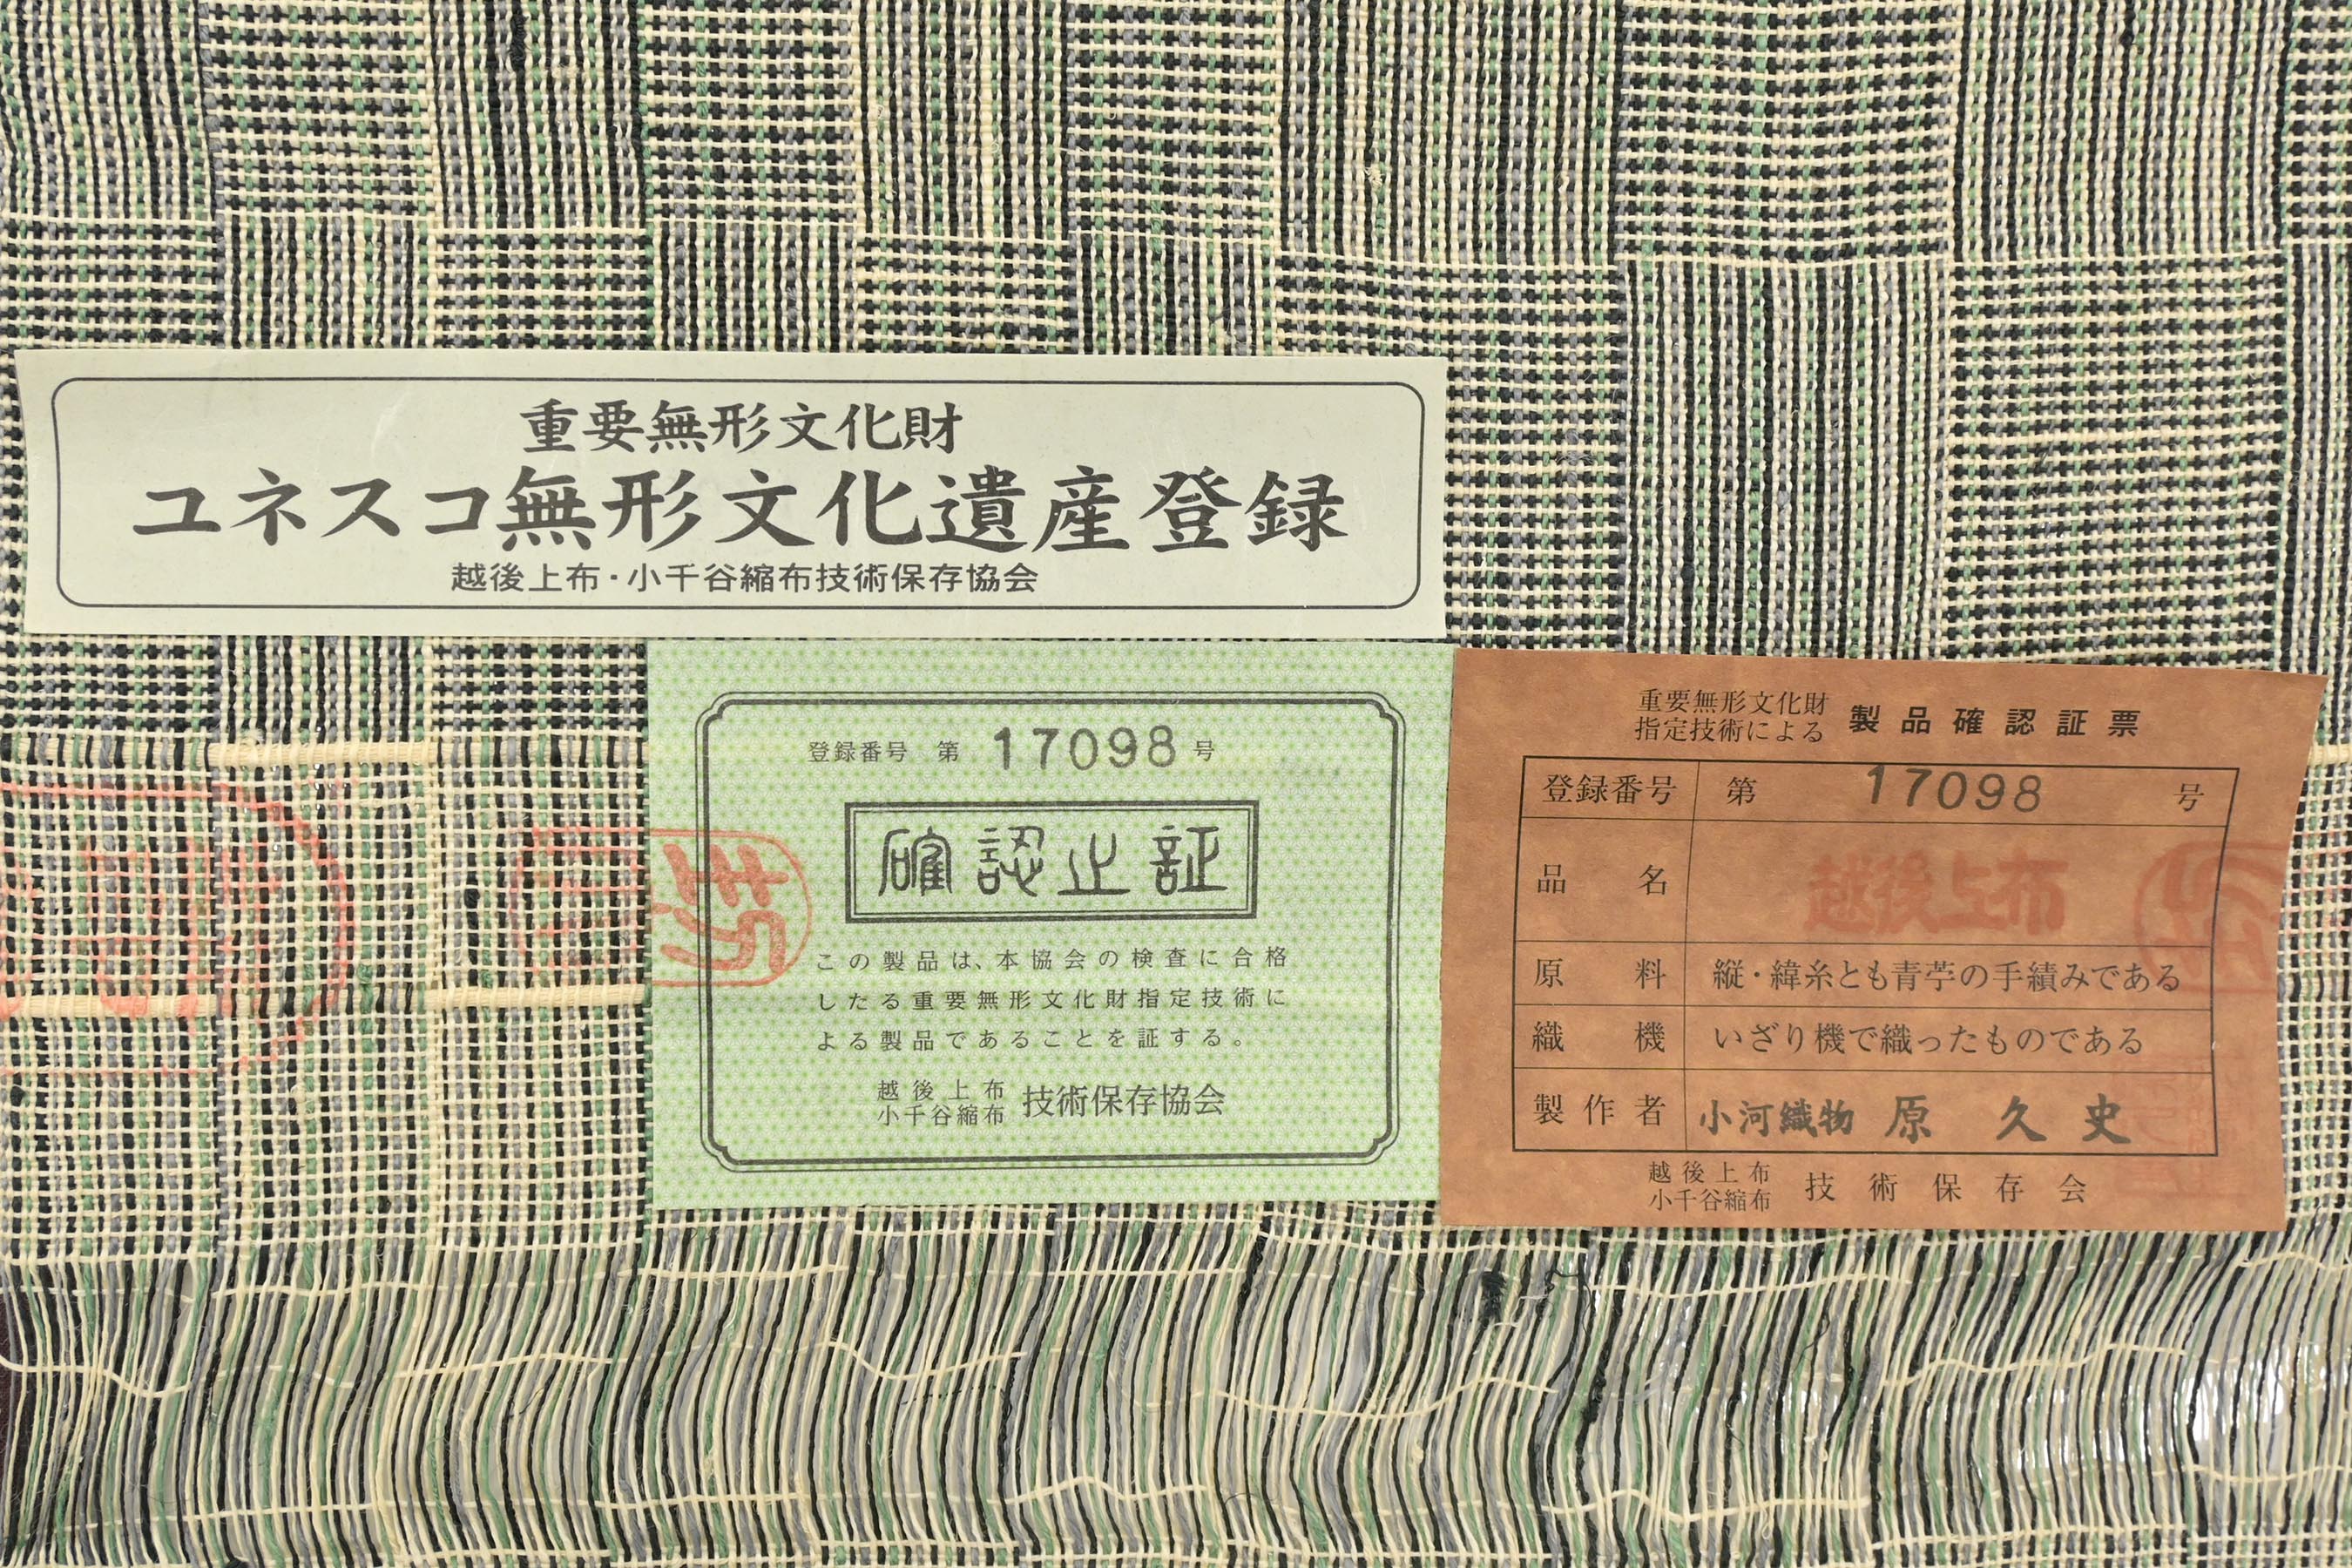 重要無形文化財
ユネスコ無形文化遺産登録
越後上布・小千谷縮布技術保存協会
登録番号 第 17098 号
確認止証
この製品は、本協会の検査に合格
したる重要無形文化財指定技術に
よる製品であることを証する。
越後上布
小千谷縮布 技術保存協会
重要無形文化財
指定技術による 製品確認証票
登録番号 第 17098 号
品名 越後上布
原料 縦・緯糸とも青苧の手績みである
織機 いざり機で織ったものである
製作者 小河織物 原 久史
越後上布
小千谷縮布 技術保存会